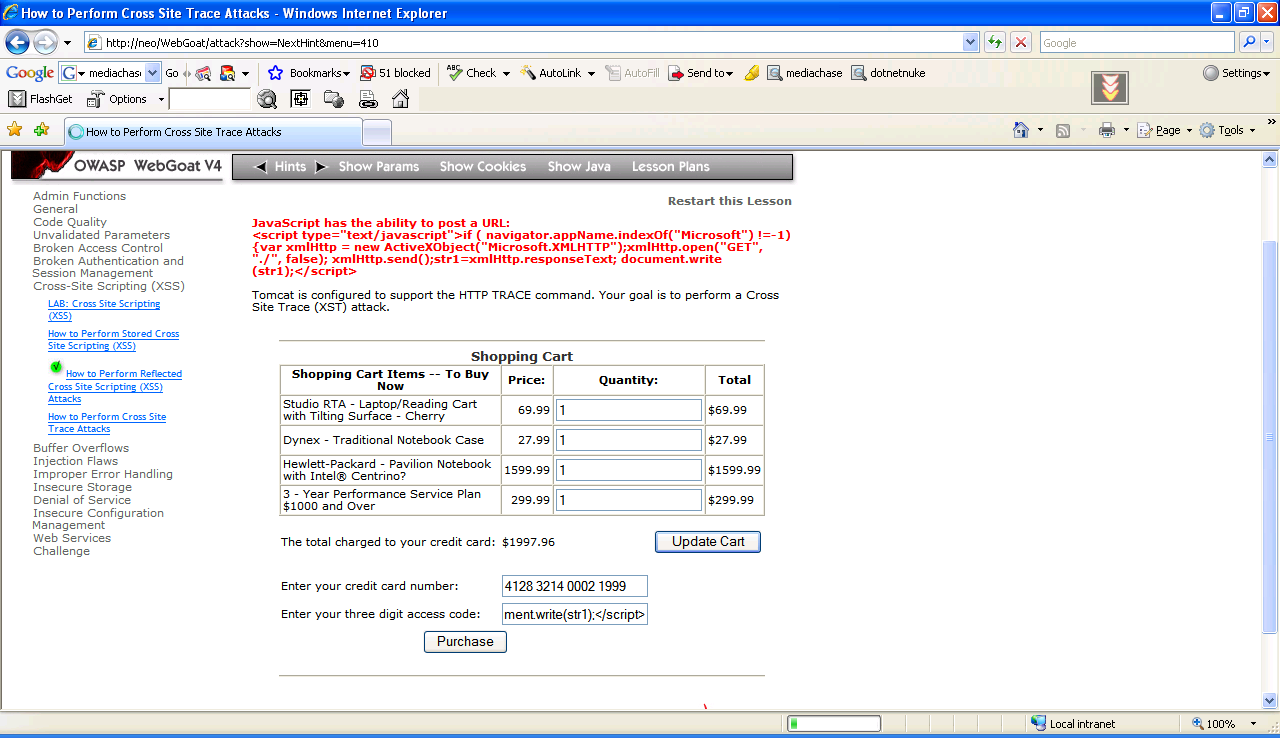 How to Perform Cross Site Trace Attacks - Windows Internet Explorer
http://neo/WebGoat/attack?show=NextHint&menu=410
Google
Google G mediachas Go Bookmarks 51 blocked ABC Check AutoLink AutoFill Send to mediachase dotnetnuke Settings
FlashGet Options
How to Perform Cross Site Trace Attacks
Page Tools »
OWASP WebGoat V4
Hints Show Params Show Cookies Show Java Lesson Plans
Admin Functions
General
Code Quality
Unvalidated Parameters
Broken Access Control
Broken Authentication and
Session Management
Cross-Site Scripting (XSS)
LAB: Cross Site Scripting
(XSS)
How to Perform Stored Cross
Site Scripting (XSS)
How to Perform Reflected
Cross Site Scripting (XSS)
Attacks
How to Perform Cross Site
Trace Attacks
Buffer Overflows
Injection Flaws
Improper Error Handling
Insecure Storage
Denial of Service
Insecure Configuration
Management
Web Services
Challenge
Restart this Lesson
JavaScript has the ability to post a URL:
<script type="text/javascript">if ( navigator.appName.indexOf("Microsoft") !=-1)
{var xmlHttp = new ActiveXObject("Microsoft.XMLHTTP");xmlHttp.open("GET",
"./", false); xmlHttp.send();str1=xmlHttp.responseText; document.write
(str1);</script>
Tomcat is configured to support the HTTP TRACE command. Your goal is to perform a Cross
Site Trace (XST) attack.
Shopping Cart
Shopping Cart Items -- To Buy
Now
Price: Quantity: Total
Studio RTA - Laptop/Reading Cart
with Tilting Surface - Cherry
69.99 1 $69.99
Dynex - Traditional Notebook Case 27.99 1 $27.99
Hewlett-Packard - Pavilion Notebook
with Intel® Centrino?
1599.99 1 $1599.99
3 - Year Performance Service Plan
$1000 and Over
299.99 1 $299.99
The total charged to your credit card: $1997.96 Update Cart
Enter your credit card number: 4128 3214 0002 1999
Enter your three digit access code: ment.write(str1);</script>
Purchase
Local intranet 100%